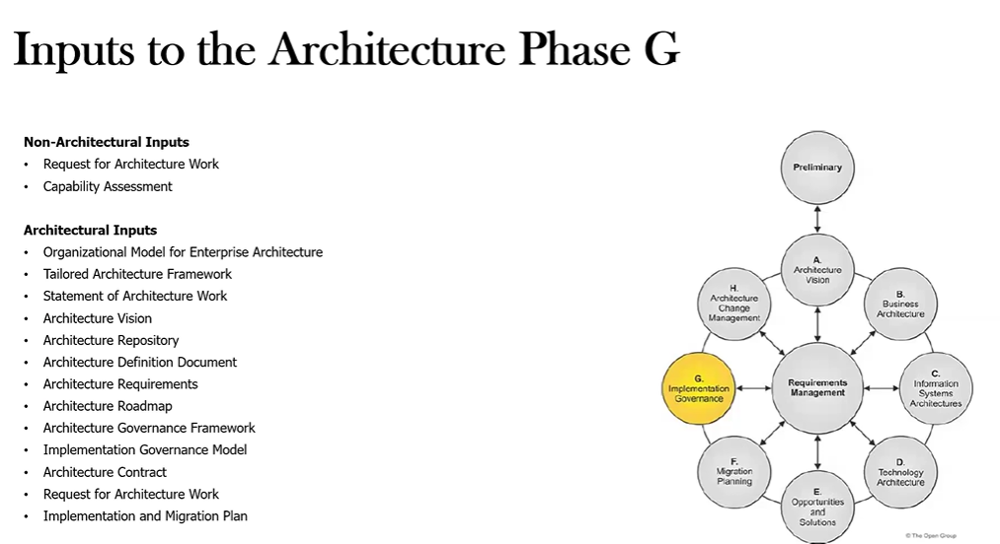 Inputs to the Architecture Phase G
Non-Architectural Inputs
• Request for Architecture Work
• Capability Assessment
Architectural Inputs
• Organizational Model for Enterprise Architecture
• Tailored Architecture Framework
• Statement of Architecture Work
• Architecture Vision
• Architecture Repository
• Architecture Definition Document
• Architecture Requirements
• Architecture Roadmap
• Architecture Governance Framework
• Implementation Governance Model
• Architecture Contract
• Request for Architecture Work
• Implementation and Migration Plan
Preliminary
A.
Architecture
Vision
B.
Business
Architecture
C.
Information
Systems
Architectures
D.
Technology
Architecture
E.
Opportunities
and
Solutions
F.
Migration
Planning
G.
Implementation
Governance
H.
Architecture
Change
Management
Requirements
Management
© The Open Group